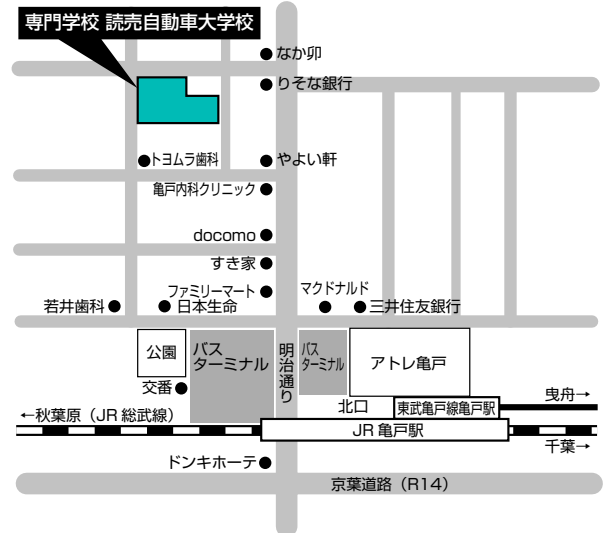 専門学校 読売自動車大学校
なか卯
りそな銀行
トヨムラ歯科
やよい軒
亀戸内科クリニック
docomo
すき家
ファミリーマート
マクドナルド
若井歯科
日本生命
三井住友銀行
公園
バス
ターミナル
明治通り
バス
ターミナル
アトレ亀戸
交番
北口
東武亀戸線亀戸駅
曳舟→
←秋葉原（JR 総武線）
JR 亀戸駅
千葉→
ドンキホーテ
京葉道路（R14）